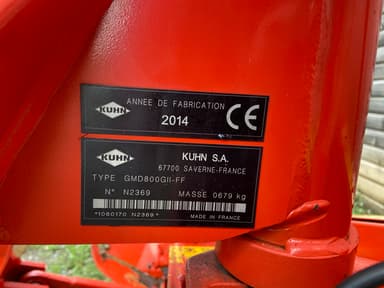 KUHN ANNEE DE FABRICATION
2014 CE
KUHN KUHN S.A.
67700 SAVERNE-FRANCE
TYPE GMD800GII-FF
N° N2369 MASSE 0679 kg
*1060170 N2369* MADE IN FRANCE